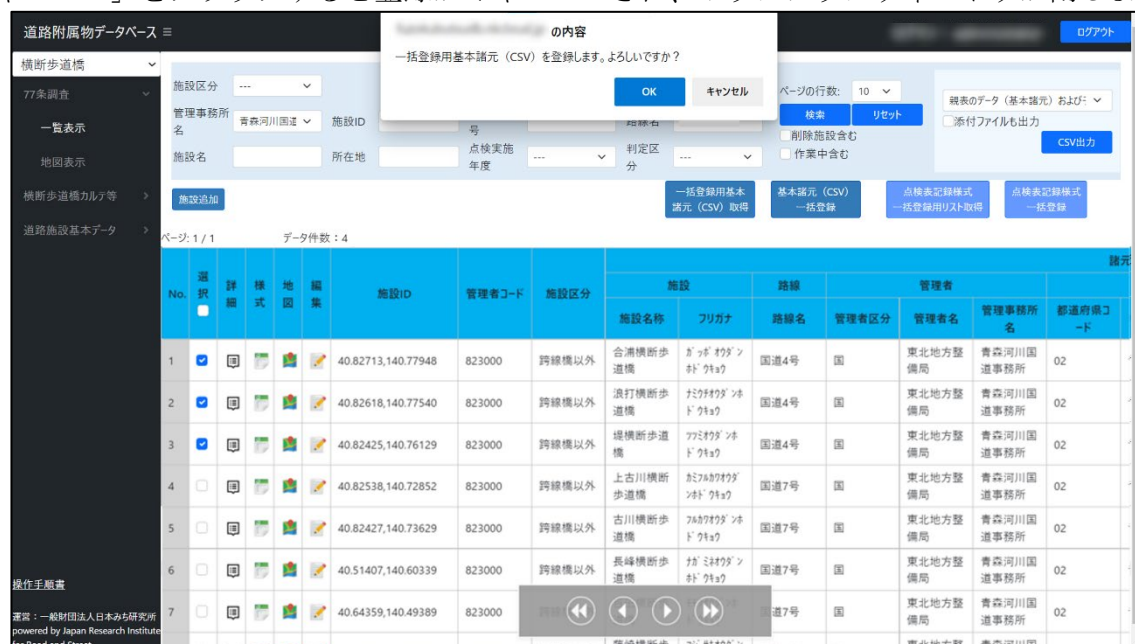 道路附属物データベース
ログアウト
の内容
一括登録用基本諸元（CSV）を登録します。よろしいですか？
OK
キャンセル
横断歩道橋
77条調査
一覧表示
地図表示
横断歩道橋カルテ等
道路施設基本データ
施設区分
---
管理事務所名
青森河川国道
施設ID
号
路線名
施設名
所在地
点検実施年度
---
判定区分
---
ページの行数: 10
検索
リセット
削除施設含む
作業中含む
親表のデータ（基本諸元）および
添付ファイルも出力
CSV出力
施設追加
一括登録用基本諸元（CSV）取得
基本諸元（CSV）一括登録
点検表記録様式一括登録用リスト取得
点検表記録様式一括登録
ページ: 1 / 1
データ件数：4
諸元
No. 選択 詳細 様式 地図 編集 施設ID 管理者コード 施設区分 施設 路線 管理者
施設名称 フリガナ 路線名 管理者区分 管理者名 管理事務所名 都道府県コード
1 40.82713,140.77948 823000 跨線橋以外 合浦横断歩道橋 ｶﾞｯﾎﾟｵｳﾀﾞﾝﾎﾄﾞｳｷｮｳ 国道4号 国 東北地方整備局 青森河川国道事務所 02
2 40.82618,140.77540 823000 跨線橋以外 浪打横断歩道橋 ﾅﾐｳﾁｵｳﾀﾞﾝﾎﾄﾞｳｷｮｳ 国道4号 国 東北地方整備局 青森河川国道事務所 02
3 40.82425,140.76129 823000 跨線橋以外 堤横断歩道橋 ﾂﾂﾐｵｳﾀﾞﾝﾎﾄﾞｳｷｮｳ 国道4号 国 東北地方整備局 青森河川国道事務所 02
4 40.82538,140.72852 823000 跨線橋以外 上古川横断歩道橋 ｶﾐﾌﾙｶﾜｵｳﾀﾞﾝﾎﾄﾞｳｷｮｳ 国道7号 国 東北地方整備局 青森河川国道事務所 02
5 40.82427,140.73629 823000 跨線橋以外 古川横断歩道橋 ﾌﾙｶﾜｵｳﾀﾞﾝﾎﾄﾞｳｷｮｳ 国道7号 国 東北地方整備局 青森河川国道事務所 02
6 40.51407,140.60339 823000 跨線橋以外 長峰横断歩道橋 ﾅｶﾞﾐﾈｵｳﾀﾞﾝﾎﾄﾞｳｷｮｳ 国道7号 国 東北地方整備局 青森河川国道事務所 02
7 40.64359,140.49389 823000 国道7号 国 東北地方整備局 青森河川国道事務所 02
操作手順書
運営：一般財団法人日本みち研究所
powered by Japan Research Institute